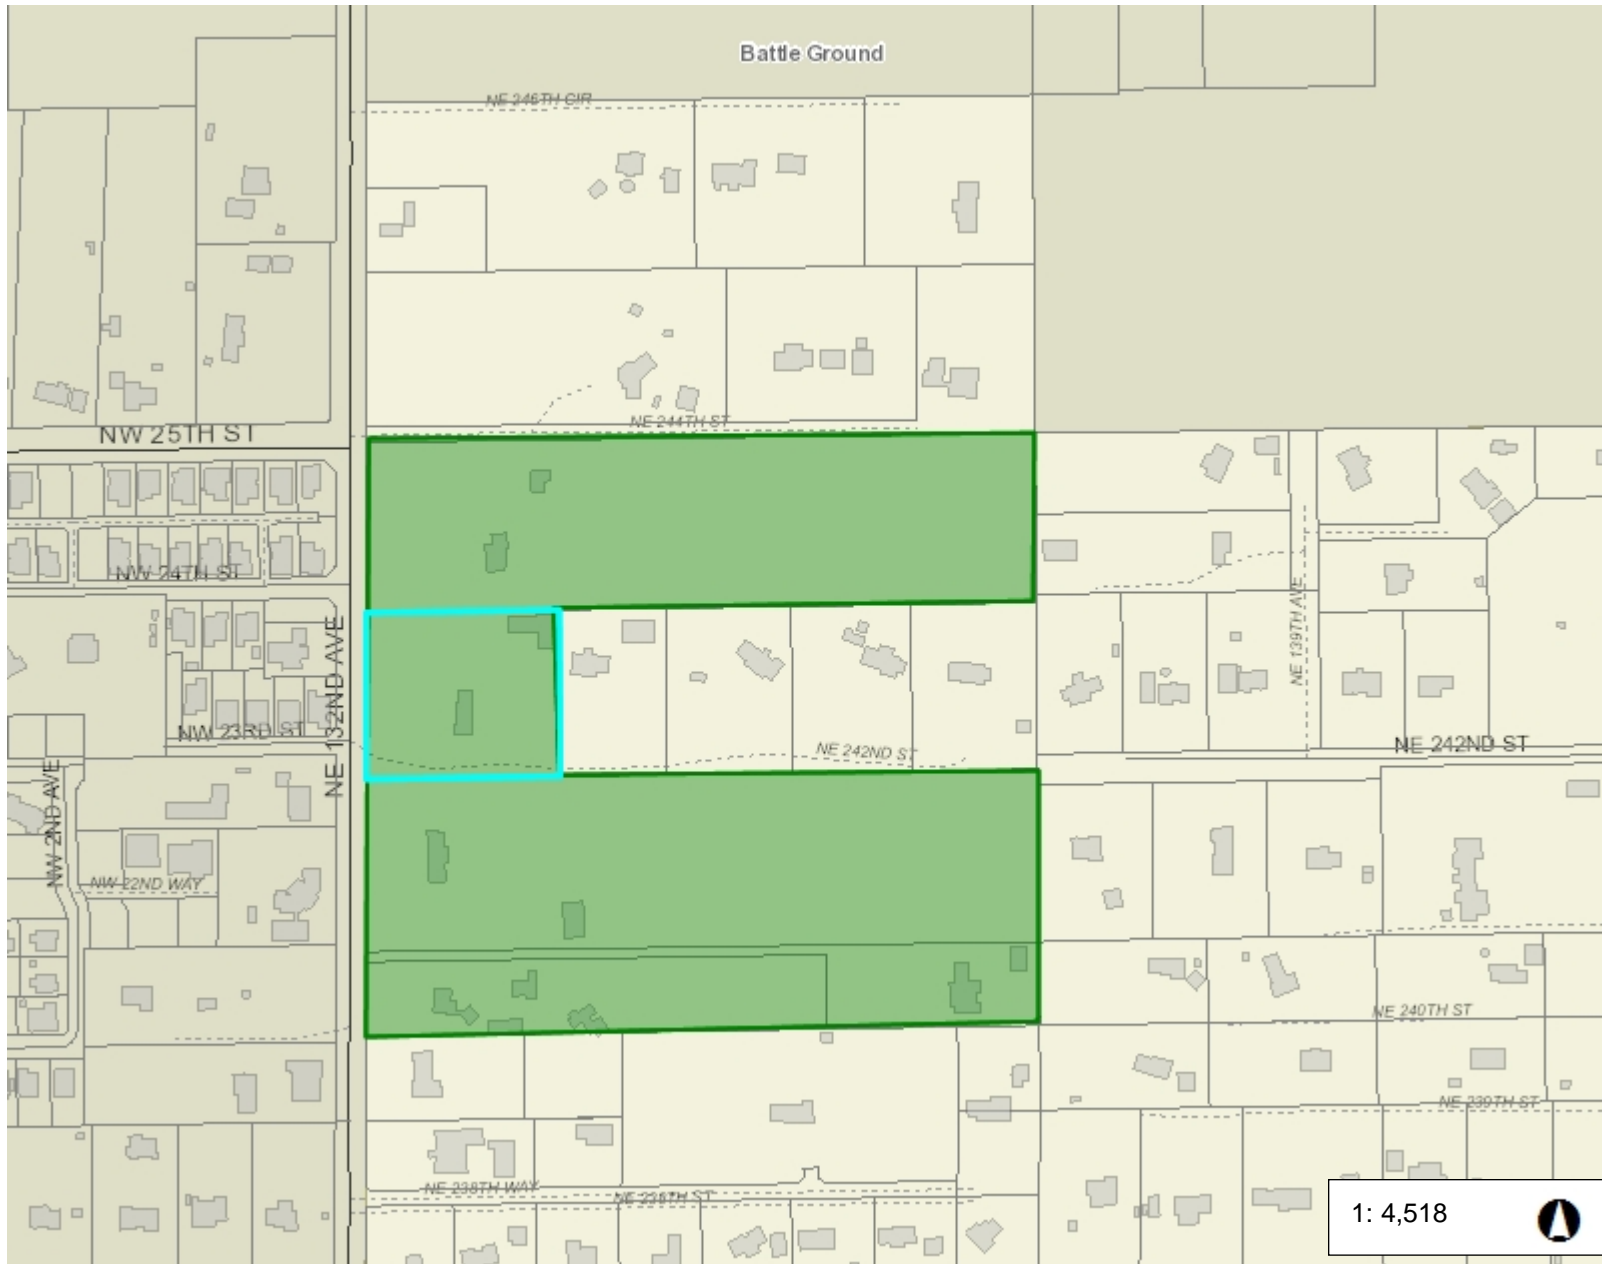 Battle Ground
NE 246TH CIR
NE 244TH ST
NW 25TH ST
NW 24TH ST
NE 139TH AVE
NE 132ND AVE
NW 23RD ST
NE 242ND ST
NE 242ND ST
NW 2ND AVE
NW 22ND WAY
NE 240TH ST
NE 239TH ST
NE 238TH WAY
NE 238TH ST
1: 4,518